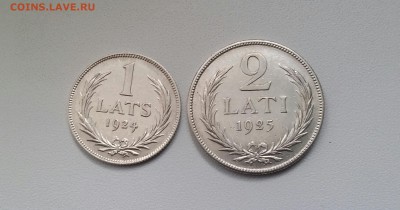 COINS.LAVE.RU
1
LATS
1924
2
LATI
1925